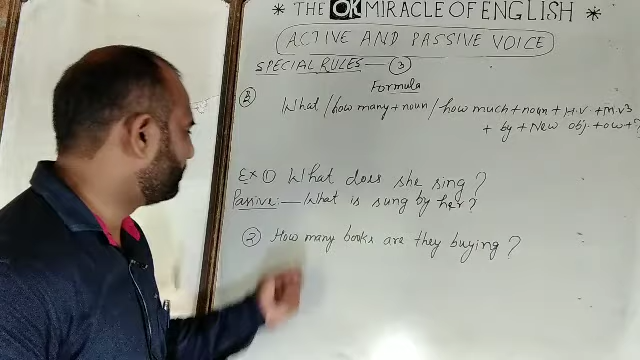 * THE OK MIRACLE OF ENGLISH *
ACTIVE AND PASSIVE VOICE
SPECIAL RULES - 3
Formula
B What / how many + noun / how much + noun + H.V + M.V3
+ by + New obj. + ow + ?
Ex ① What does she sing?
Passive:- What is sung by her?
② How many books are they buying?